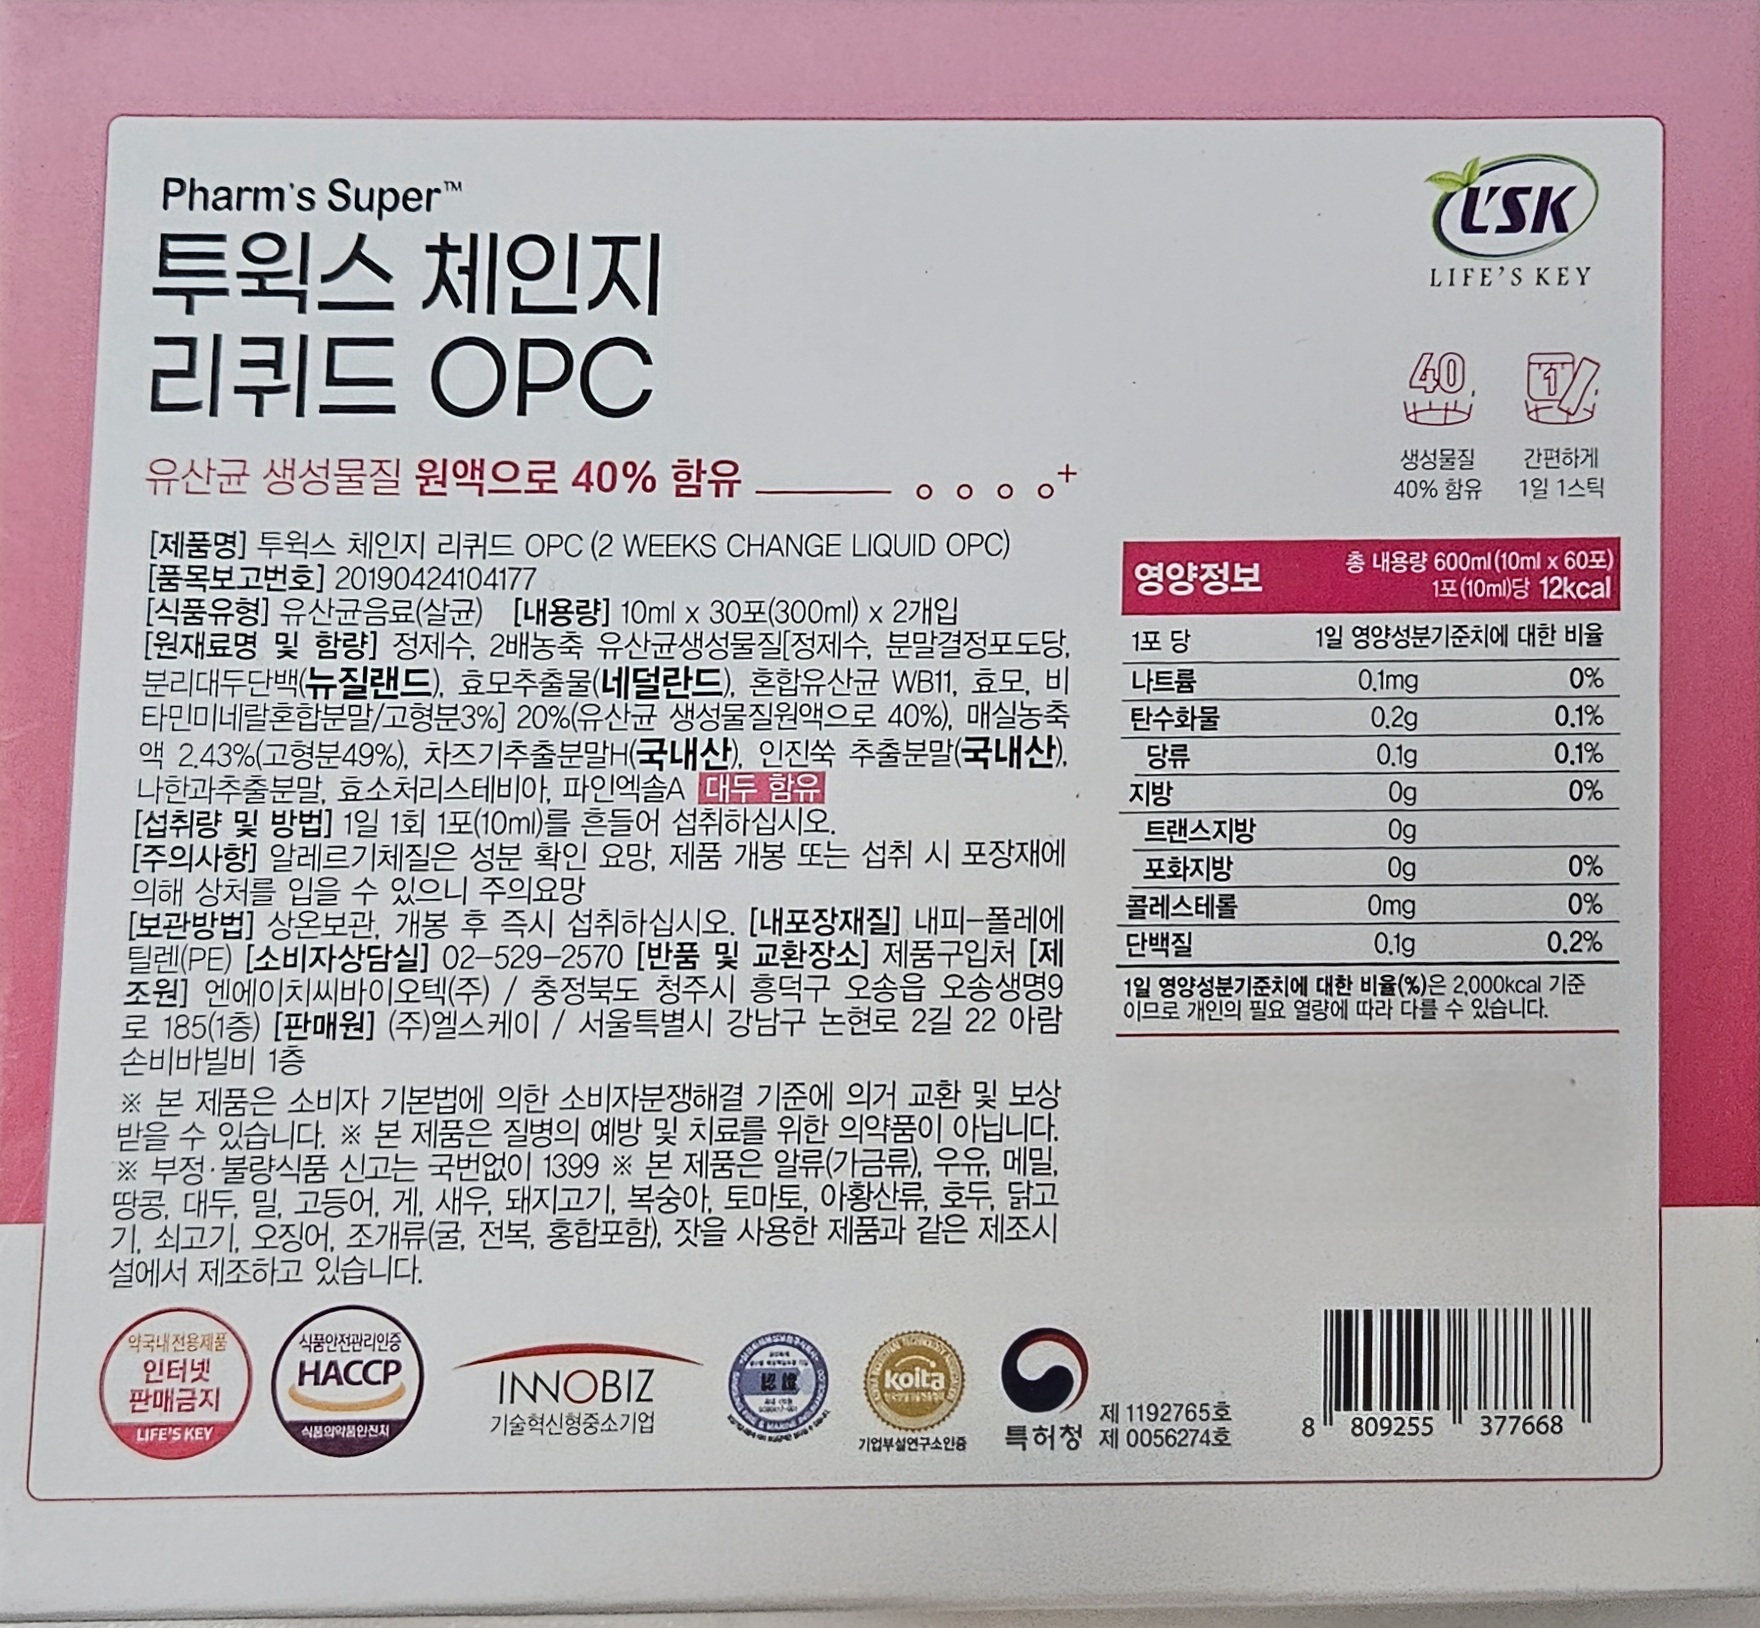 Pharm's Super™
투윅스 체인지
리퀴드 OPC
유산균 생성물질 원액으로 40% 함유
L'SK
LIFE'S KEY
40
1
생성물질
40% 함유
간편하게
1일 1스틱
[제품명] 투윅스 체인지 리퀴드 OPC (2 WEEKS CHANGE LIQUID OPC)
[품목보고번호] 20190424104177
[식품유형] 유산균음료(살균) [내용량] 10ml x 30포(300ml) x 2개입
[원재료명 및 함량] 정제수, 2배농축 유산균생성물질[정제수, 분말결정포도당,
분리대두단백(뉴질랜드), 효모추출물(네덜란드), 혼합유산균 WB11, 효모, 비
타민미네랄혼합분말/고형분3%] 20%(유산균 생성물질원액으로 40%), 매실농축
액 2.43%(고형분49%), 차즈기추출분말H(국내산), 인진쑥 추출분말(국내산),
나한과추출분말, 효소처리스테비아, 파인엑솔A 대두 함유
[섭취량 및 방법] 1일 1회 1포(10ml)를 흔들어 섭취하십시오.
[주의사항] 알레르기체질은 성분 확인 요망, 제품 개봉 또는 섭취 시 포장재에
의해 상처를 입을 수 있으니 주의요망
[보관방법] 상온보관, 개봉 후 즉시 섭취하십시오. [내포장재질] 내피-폴레에
틸렌(PE) [소비자상담실] 02-529-2570 [반품 및 교환장소] 제품구입처 [제
조원] 엔에이치씨바이오텍(주) / 충정북도 청주시 흥덕구 오송읍 오송생명9
로 185(1층) [판매원] (주)엘스케이 / 서울특별시 강남구 논현로 2길 22 아람
손비바빌비 1층
※ 본 제품은 소비자 기본법에 의한 소비자분쟁해결 기준에 의거 교환 및 보상
받을 수 있습니다. ※ 본 제품은 질병의 예방 및 치료를 위한 의약품이 아닙니다.
※ 부정·불량식품 신고는 국번없이 1399 ※ 본 제품은 알류(가금류), 우유, 메밀,
땅콩, 대두, 밀, 고등어, 게, 새우, 돼지고기, 복숭아, 토마토, 아황산류, 호두, 닭고
기, 쇠고기, 오징어, 조개류(굴, 전복, 홍합포함), 잣을 사용한 제품과 같은 제조시
설에서 제조하고 있습니다.
영양정보
총 내용량 600ml (10ml x 60포)
1포 (10ml)당 12kcal
1포 당 1일 영양성분기준치에 대한 비율
나트륨 0.1mg 0%
탄수화물 0.2g 0.1%
당류 0.1g 0.1%
지방 0g 0%
트랜스지방 0g
포화지방 0g 0%
콜레스테롤 0mg 0%
단백질 0.1g 0.2%
1일 영양성분기준치에 대한 비율(%)은 2,000kcal 기준
이므로 개인의 필요 열량에 따라 다를 수 있습니다.
약국내전용제품
인터넷
판매금지
LIFE'S KEY
식품안전관리인증
HACCP
식품의약품안전처
INNOBIZ
기술혁신형중소기업
koita
기업부설연구소인증
특허청
제 1192765호
제 0056274호
8 809255 377668